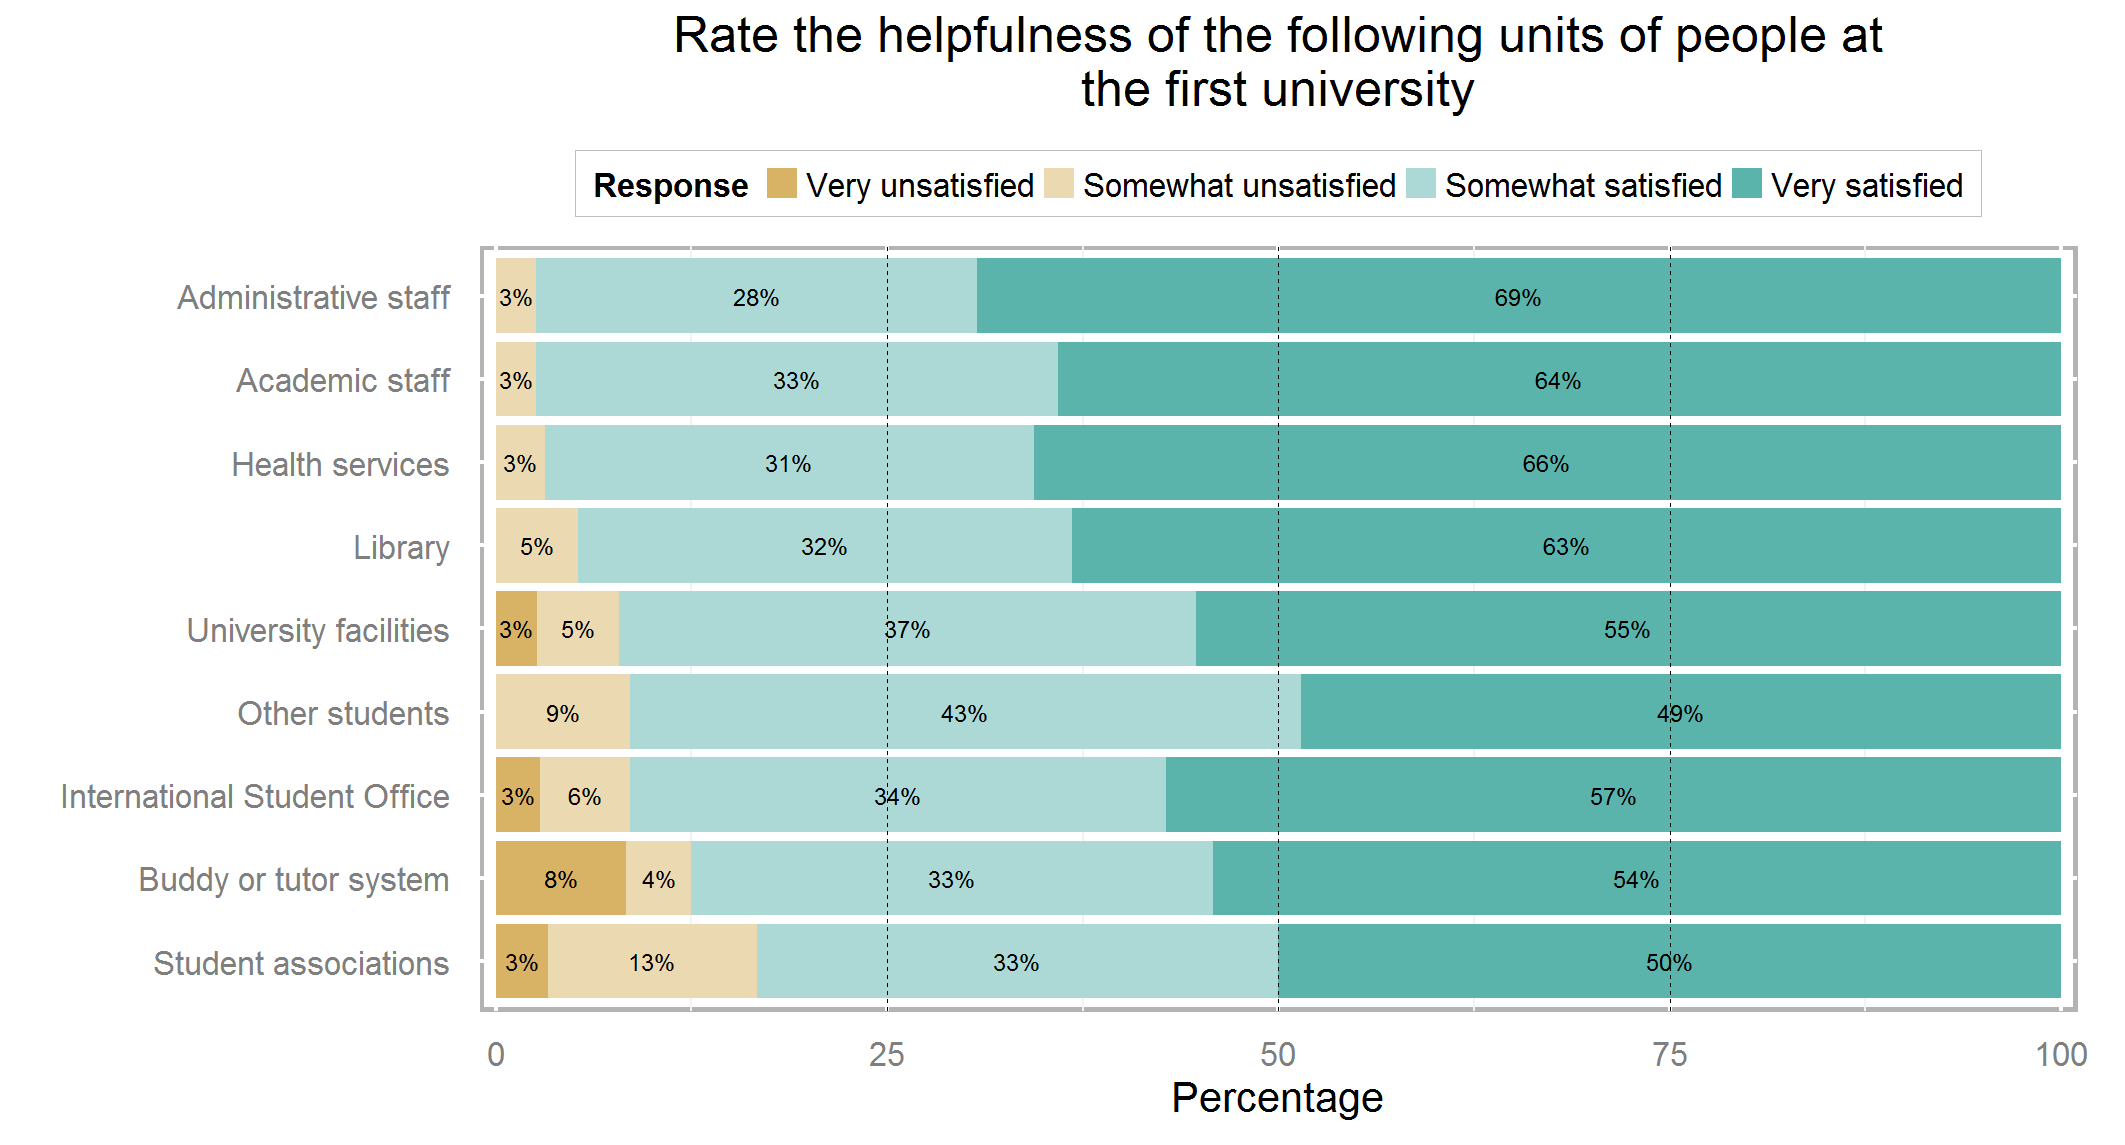 Rate the helpfulness of the following units of people at
the first university
Response Very unsatisfied Somewhat unsatisfied Somewhat satisfied Very satisfied
Administrative staff 3% 28% 69%
Academic staff 3% 33% 64%
Health services 3% 31% 66%
Library 5% 32% 63%
University facilities 3% 5% 37% 55%
Other students 9% 43% 49%
International Student Office 3% 6% 34% 57%
Buddy or tutor system 8% 4% 33% 54%
Student associations 3% 13% 33% 50%
0 25 50 75 100
Percentage